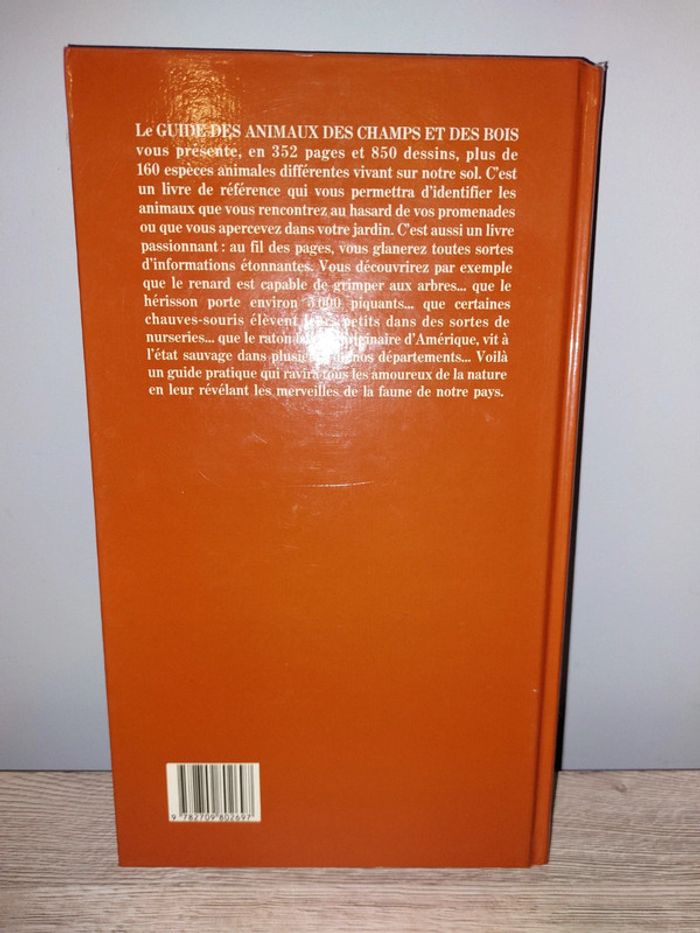 Le GUIDE DES ANIMAUX DES CHAMPS ET DES BOIS
vous présente, en 352 pages et 850 dessins, plus de
160 espèces animales différentes vivant sur notre sol. C'est
un livre de référence qui vous permettra d'identifier les
animaux que vous rencontrez au hasard de vos promenades
ou que vous apercevez dans votre jardin. C'est aussi un livre
passionnant : au fil des pages, vous glanerez toutes sortes
d'informations étonnantes. Vous découvrirez par exemple
que le renard est capable de grimper aux arbres... que le
hérisson porte environ 5 000 piquants... que certaines
chauves-souris élèvent leurs petits dans des sortes de
nurseries... que le raton originaire d'Amérique, vit à
l'état sauvage dans plusieurs de nos départements... Voilà
un guide pratique qui ravira tous les amoureux de la nature
en leur révélant les merveilles de la faune de notre pays.
9 782709 802697